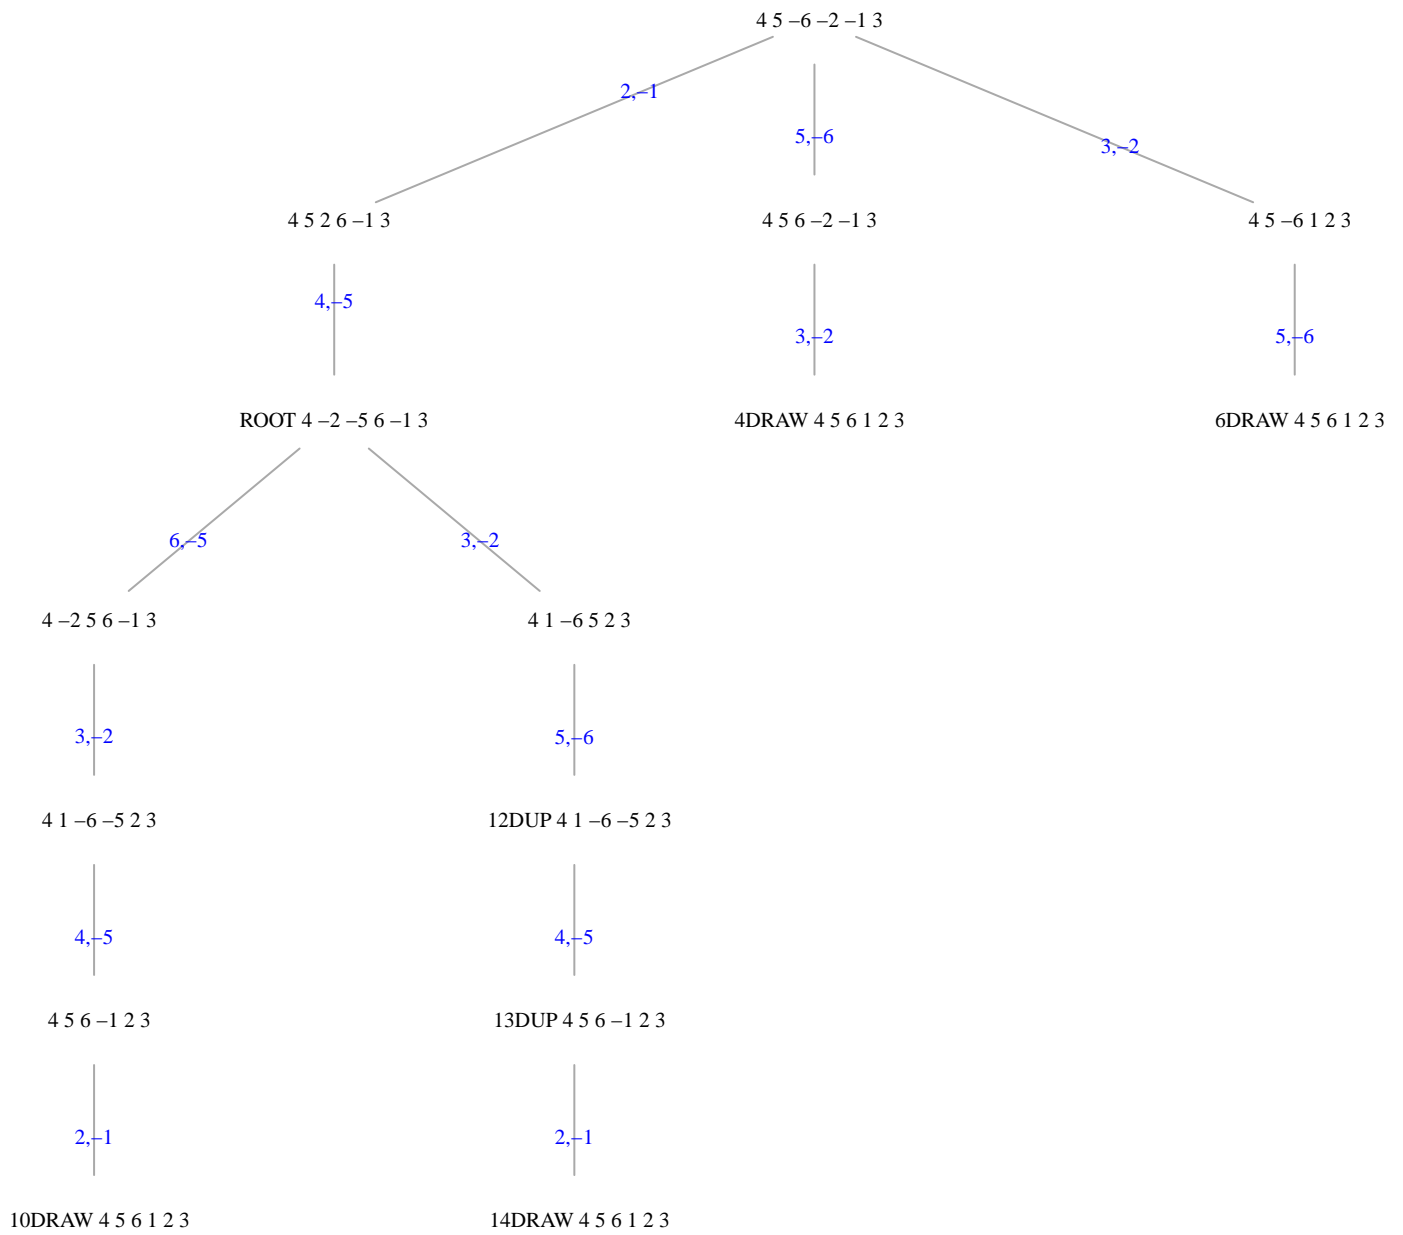 4 5 –6 –2 –1 3
2,–1
5,–6
3,–2
4 5 2 6 –1 3
4 5 6 –2 –1 3
4 5 –6 1 2 3
4,–5
3,–2
5,–6
ROOT 4 –2 –5 6 –1 3
4DRAW 4 5 6 1 2 3
6DRAW 4 5 6 1 2 3
6,–5
3,–2
4 –2 5 6 –1 3
4 1 –6 5 2 3
3,–2
5,–6
4 1 –6 –5 2 3
12DUP 4 1 –6 –5 2 3
4,–5
4,–5
4 5 6 –1 2 3
13DUP 4 5 6 –1 2 3
2,–1
2,–1
10DRAW 4 5 6 1 2 3
14DRAW 4 5 6 1 2 3